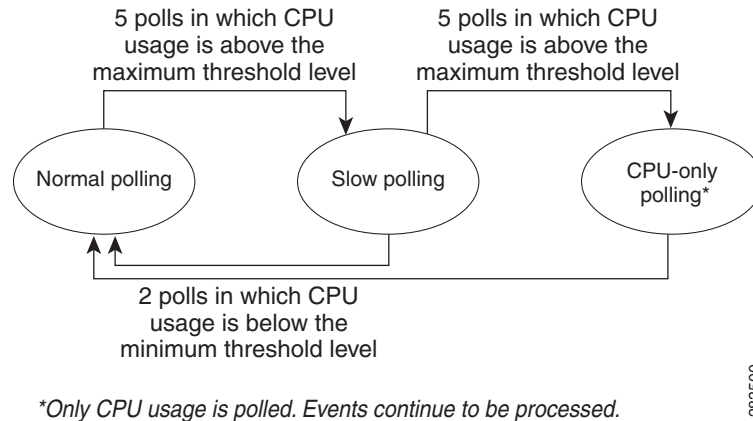 5 polls in which CPU
usage is above the
maximum threshold level
5 polls in which CPU
usage is above the
maximum threshold level
Normal polling
Slow polling
CPU-only
polling*
2 polls in which CPU
usage is below the
minimum threshold level
*Only CPU usage is polled. Events continue to be processed.